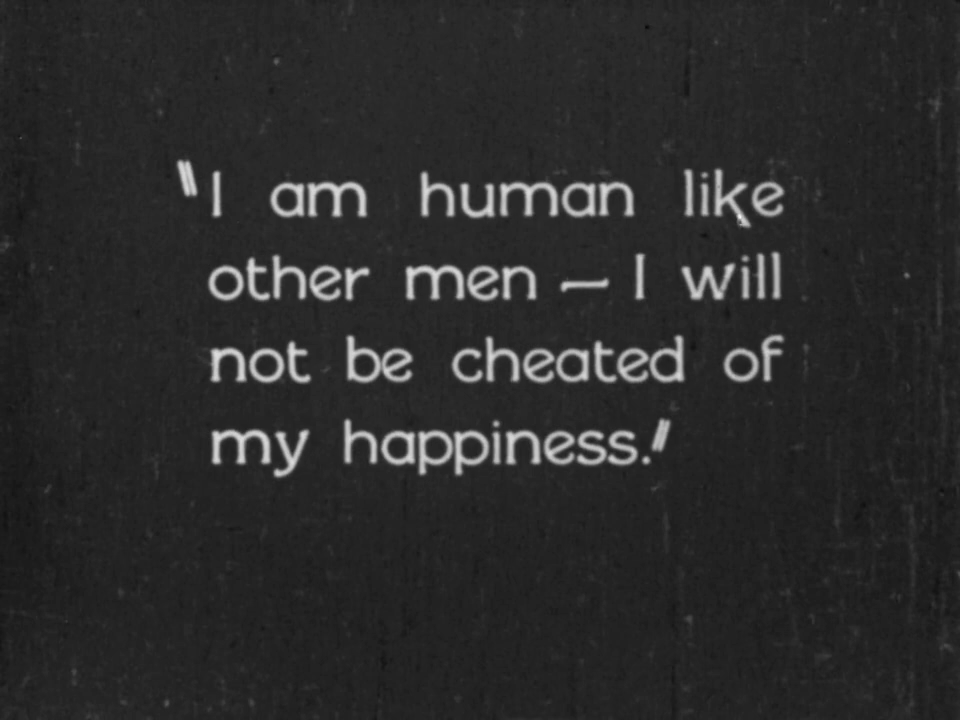 "I am human like
other men — I will
not be cheated of
my happiness."